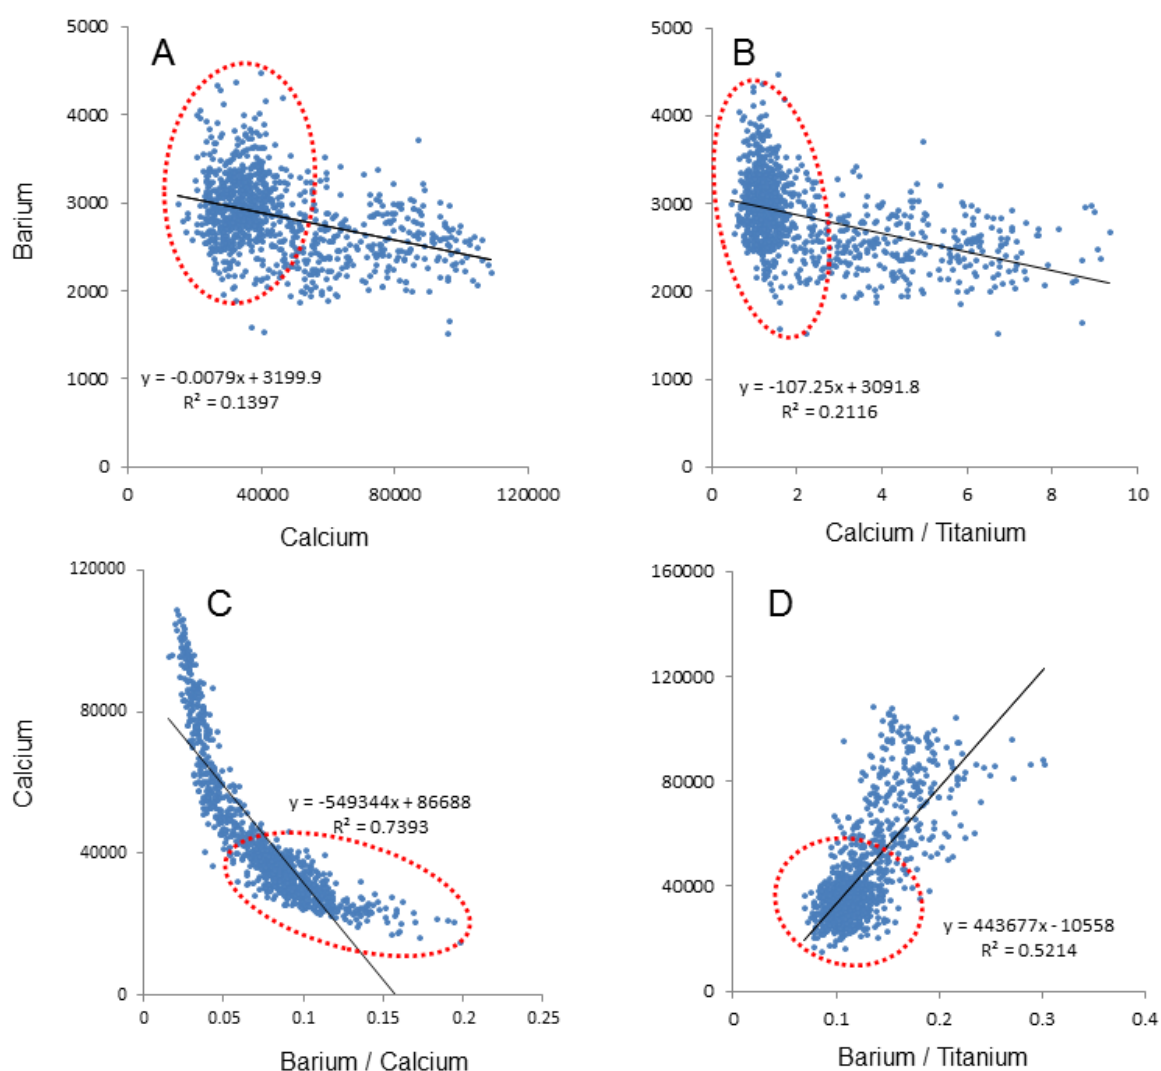 A
5000
4000
3000
2000
1000
0
Barium
y = -0.0079x + 3199.9
R² = 0.1397
0
40000
80000
120000
Calcium
B
5000
4000
3000
2000
1000
0
y = -107.25x + 3091.8
R² = 0.2116
0
2
4
6
8
10
Calcium / Titanium
C
120000
80000
40000
0
Calcium
y = -549344x + 86688
R² = 0.7393
0
0.05
0.1
0.15
0.2
0.25
Barium / Calcium
D
160000
120000
80000
40000
0
y = 443677x - 10558
R² = 0.5214
0
0.1
0.2
0.3
0.4
Barium / Titanium